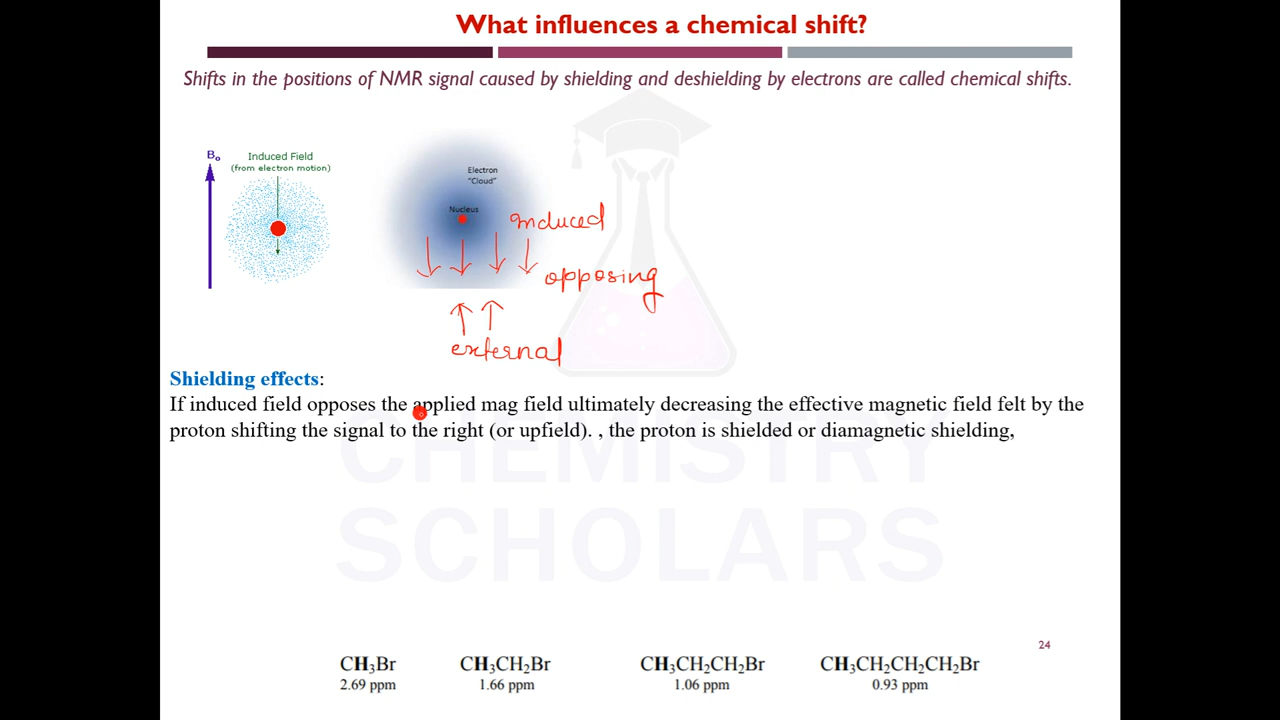 What influences a chemical shift?
Shifts in the positions of NMR signal caused by shielding and deshielding by electrons are called chemical shifts.
B₀
Induced Field
(from electron motion)
Electron
"Cloud"
Nucleus
induced
opposing
external
Shielding effects:
If induced field opposes the applied mag field ultimately decreasing the effective magnetic field felt by the
proton shifting the signal to the right (or upfield). , the proton is shielded or diamagnetic shielding,
CHEMISTRY
SCHOLARS
24
CH₃Br CH₃CH₂Br CH₃CH₂CH₂Br CH₃CH₂CH₂CH₂Br
2.69 ppm 1.66 ppm 1.06 ppm 0.93 ppm